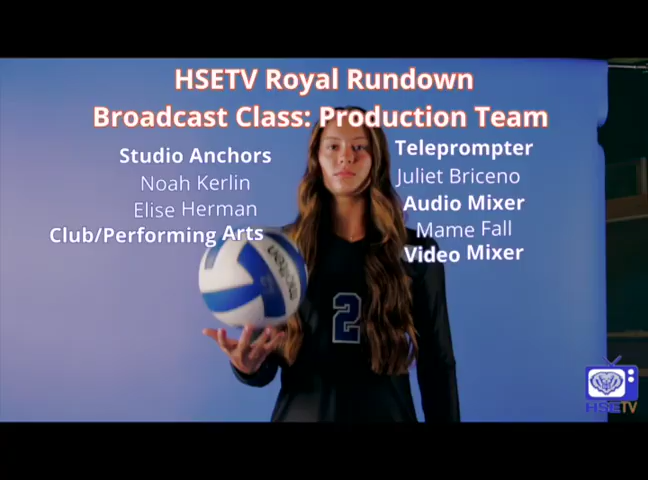 HSETV Royal Rundown
Broadcast Class: Production Team
Studio Anchors
Noah Kerlin
Elise Herman
Club/Performing Arts
Teleprompter
Juliet Briceno
Audio Mixer
Mame Fall
Video Mixer
molten
2
HSETV